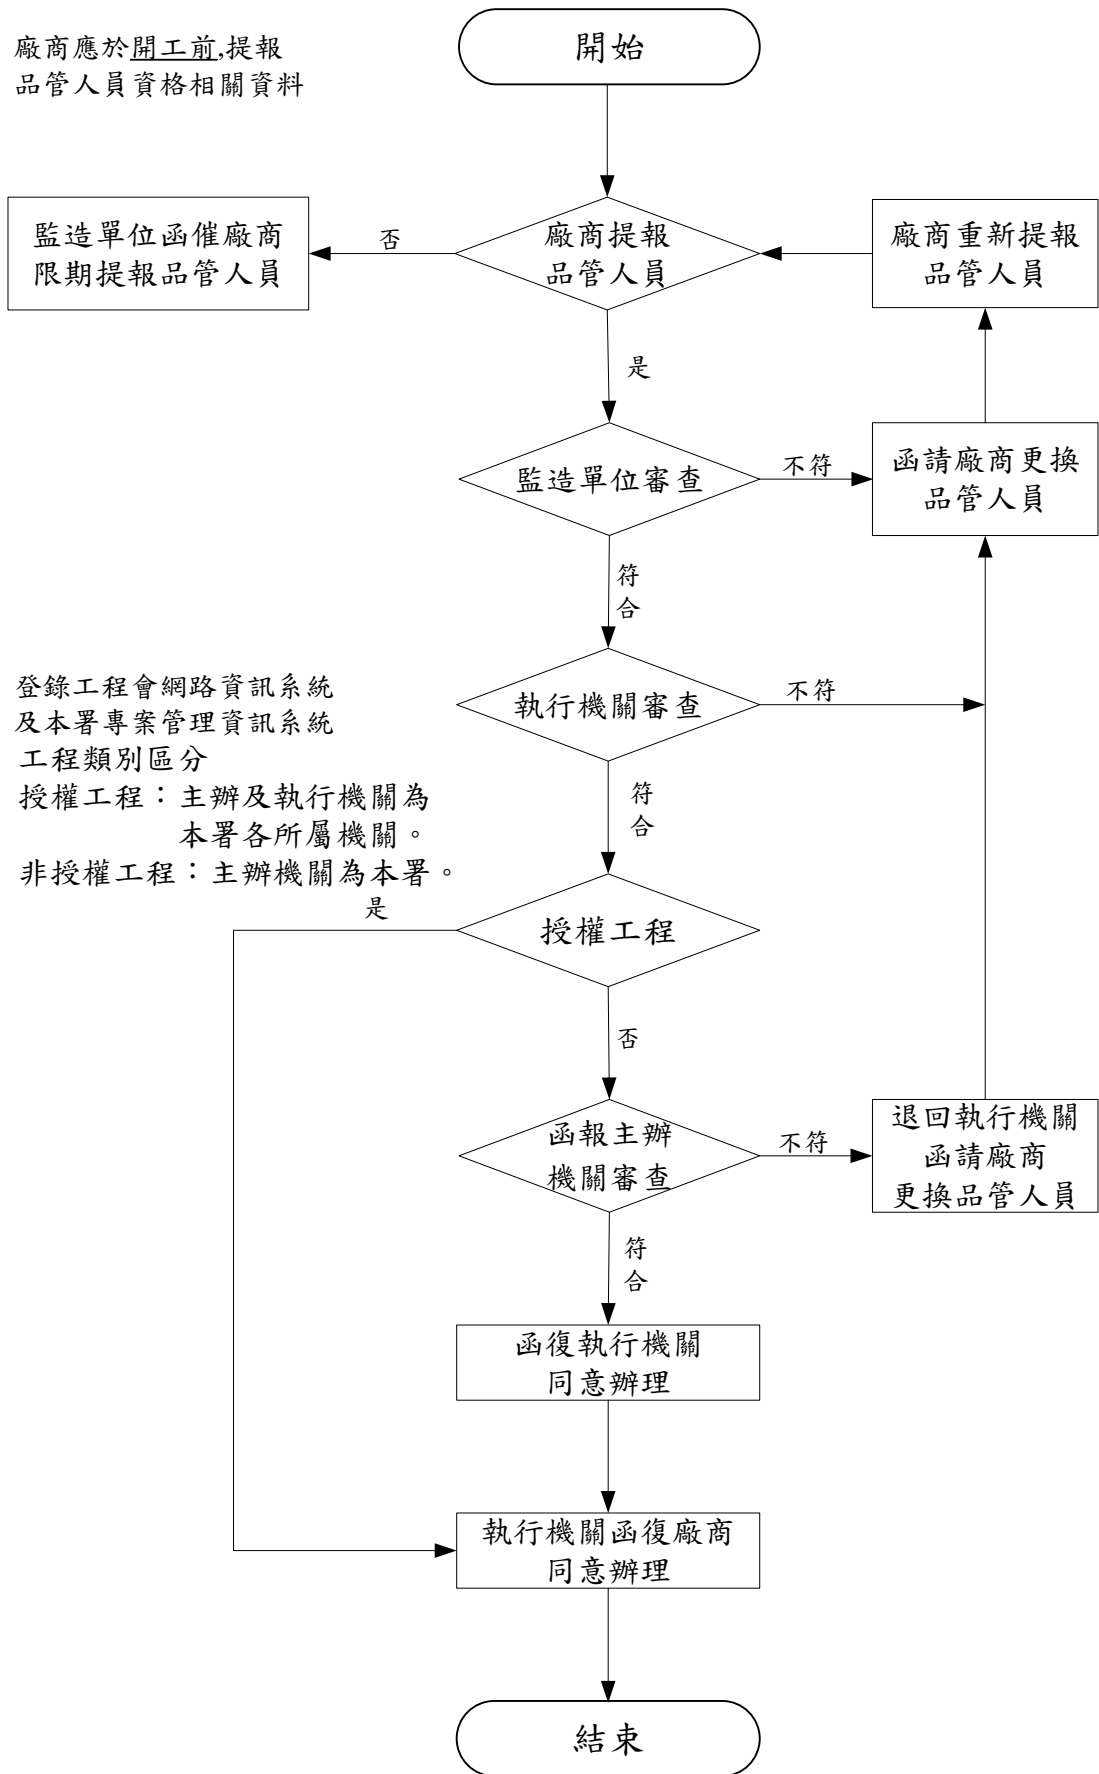 開始
廠商應於開工前,提報
品管人員資格相關資料
監造單位函催廠商
限期提報品管人員
否
廠商提報
品管人員
廠商重新提報
品管人員
是
監造單位審查
不符
函請廠商更換
品管人員
符
合
登錄工程會網路資訊系統
及本署專案管理資訊系統
工程類別區分
授權工程：主辦及執行機關為
本署各所屬機關。
非授權工程：主辦機關為本署。
執行機關審查
不符
符
合
是
授權工程
否
函報主辦
機關審查
不符
退回執行機關
函請廠商
更換品管人員
符
合
函復執行機關
同意辦理
執行機關函復廠商
同意辦理
結束